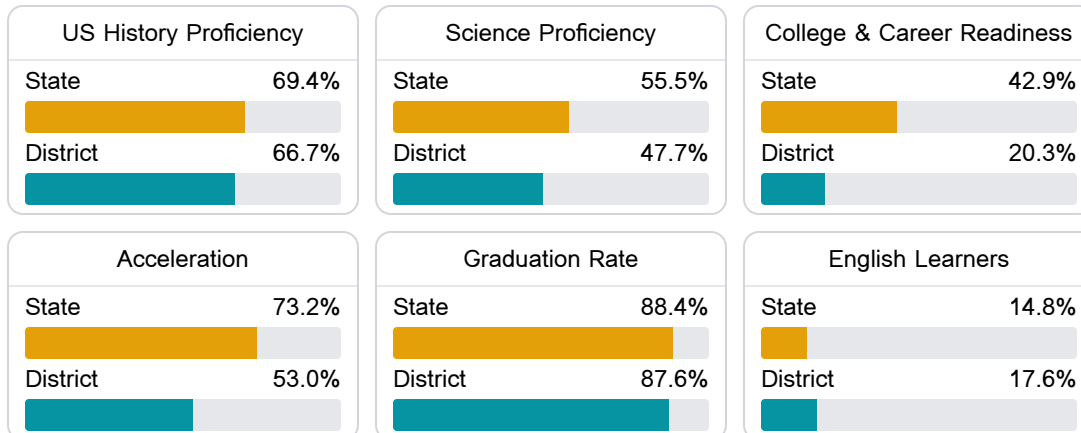 US History Proficiency
State 69.4%
District 66.7%
Science Proficiency
State 55.5%
District 47.7%
College & Career Readiness
State 42.9%
District 20.3%
Acceleration
State 73.2%
District 53.0%
Graduation Rate
State 88.4%
District 87.6%
English Learners
State 14.8%
District 17.6%